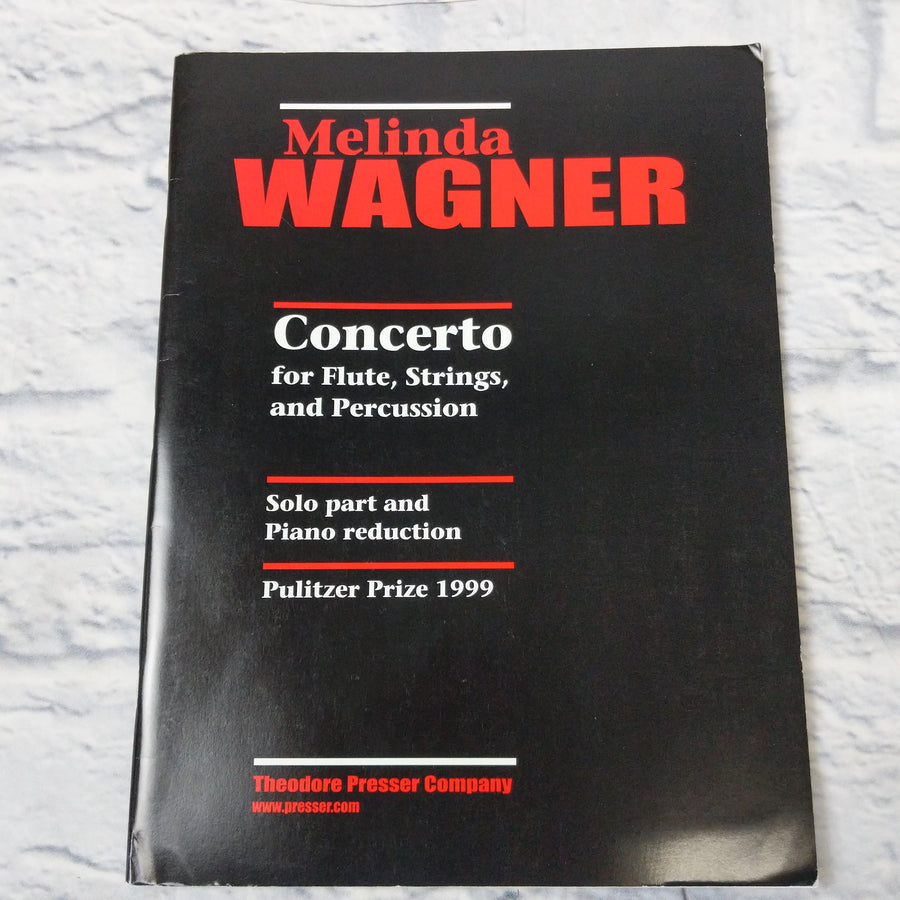 Melinda
WAGNER
Concerto
for Flute, Strings,
and Percussion
Solo part and
Piano reduction
Pulitzer Prize 1999
Theodore Presser Company
www.presser.com